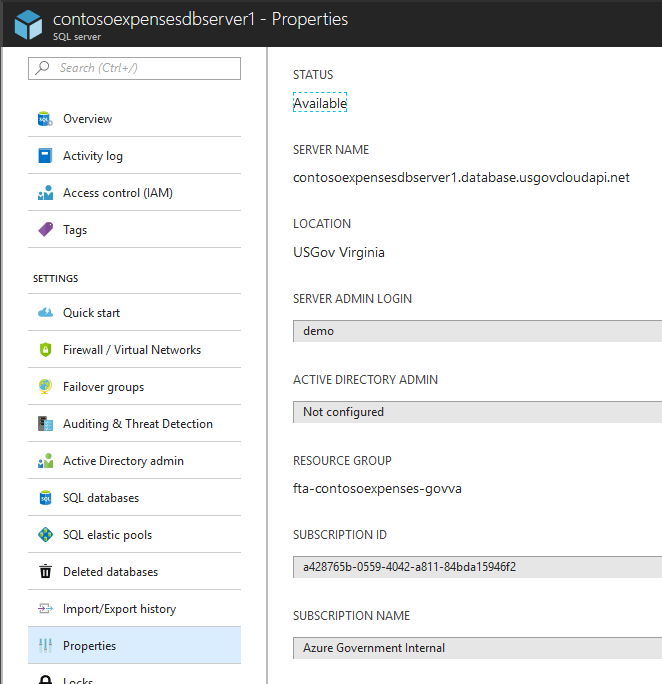 contosoexpensesdbserver1 - Properties
SQL server
Search (Ctrl+/)
Overview
Activity log
Access control (IAM)
Tags
SETTINGS
Quick start
Firewall / Virtual Networks
Failover groups
Auditing & Threat Detection
Active Directory admin
SQL databases
SQL elastic pools
Deleted databases
Import/Export history
Properties
Locks
STATUS
Available
SERVER NAME
contosoexpensesdbserver1.database.usgovcloudapi.net
LOCATION
USGov Virginia
SERVER ADMIN LOGIN
demo
ACTIVE DIRECTORY ADMIN
Not configured
RESOURCE GROUP
fta-contosoexpenses-govva
SUBSCRIPTION ID
a428765b-0559-4042-a811-84bda15946f2
SUBSCRIPTION NAME
Azure Government Internal